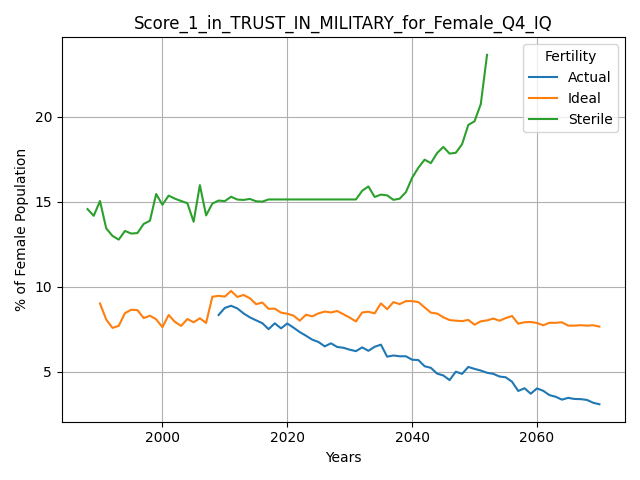 Score_1_in_TRUST_IN_MILITARY_for_Female_Q4_IQ
Fertility
Actual
Ideal
Sterile
% of Female Population
20
15
10
5
2000 2020 2040 2060
Years